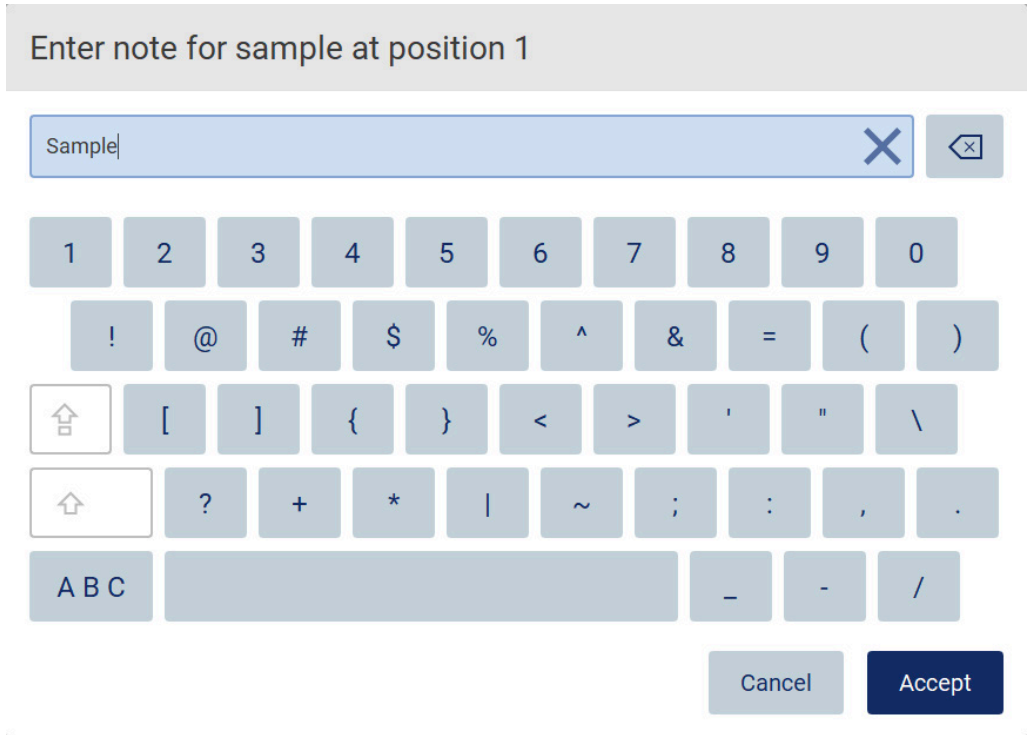 Enter note for sample at position 1
Sample
1 2 3 4 5 6 7 8 9 0
! @ # $ % ^ & = ( )
[ ] { } < > ' " \
? + * | ~ ; : , .
A B C _ - /
Cancel Accept